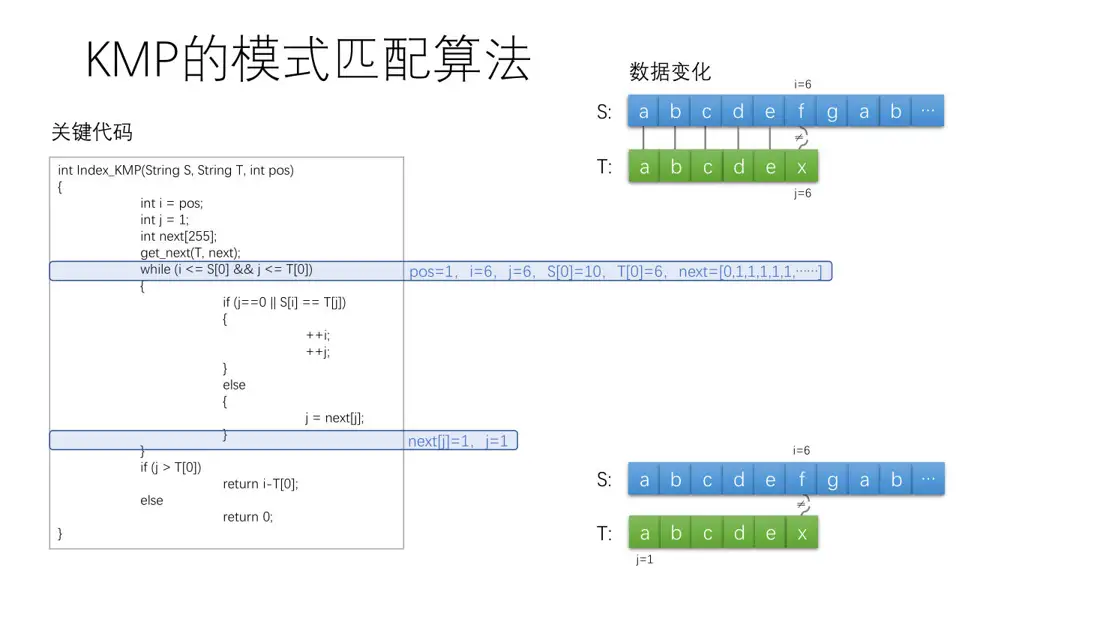 KMP的模式匹配算法
关键代码
int Index_KMP(String S, String T, int pos)
{
int i = pos;
int j = 1;
int next[255];
get_next(T, next);
while (i <= S[0] && j <= T[0])
pos=1，i=6，j=6，S[0]=10，T[0]=6，next=[0,1,1,1,1,1,……]
{
if (j==0 || S[i] == T[j])
{
++i;
++j;
}
else
{
j = next[j];
}
next[j]=1，j=1
}
if (j > T[0])
return i-T[0];
else
return 0;
}
数据变化
i=6
S: a b c d e f g a b …
≠
T: a b c d e x
j=6
i=6
S: a b c d e f g a b …
≠
T: a b c d e x
j=1